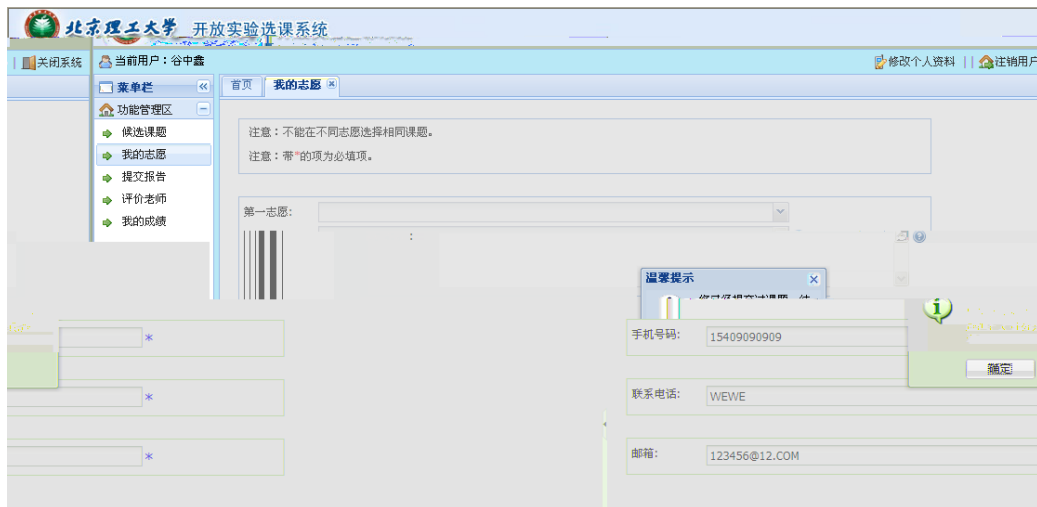 北京理工大学 开放实验选课系统
关闭系统 当前用户：谷中鑫 修改个人资料 || 注销用户
菜单栏 首页 我的志愿
功能管理区
候选课题
我的志愿
提交报告
评价老师
我的成绩
注意：不能在不同志愿选择相同课题。
注意：带*的项为必填项。
第一志愿：
：
温馨提示
* 手机号码: 15409090909
确定
* 联系电话: WEWE
* 邮箱: 123456@12.COM